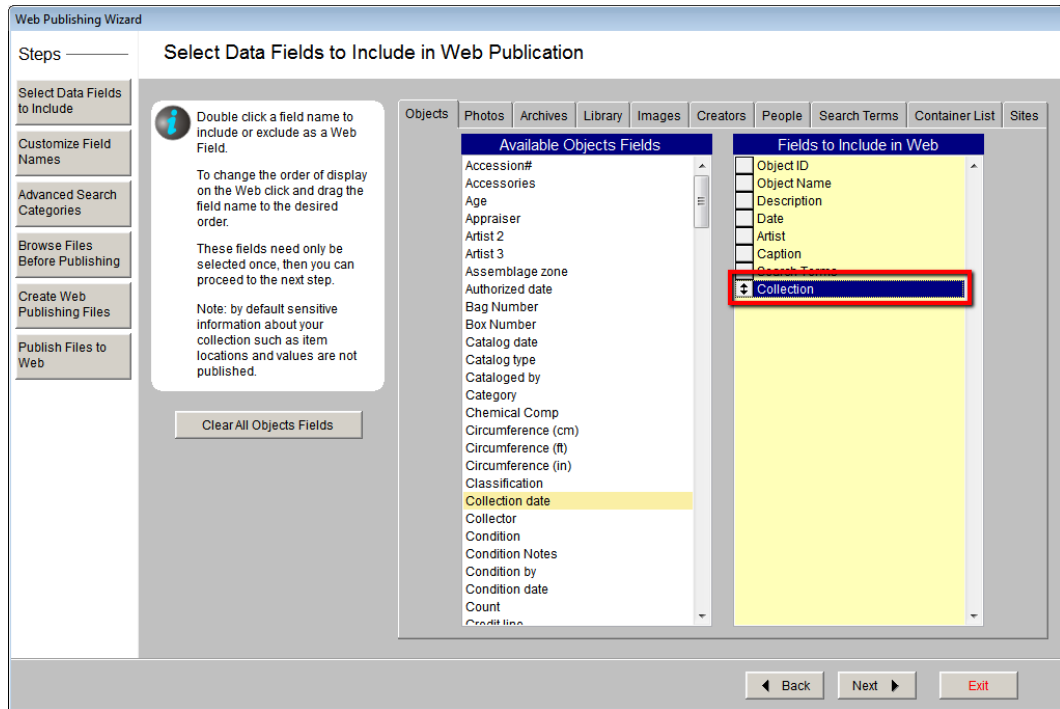 Web Publishing Wizard
Steps
Select Data Fields to Include in Web Publication
Select Data Fields
to Include
Customize Field
Names
Advanced Search
Categories
Browse Files
Before Publishing
Create Web
Publishing Files
Publish Files to
Web
Double click a field name to
include or exclude as a Web
Field.
To change the order of display
on the Web click and drag the
field name to the desired
order.
These fields need only be
selected once, then you can
proceed to the next step.
Note: by default sensitive
information about your
collection such as item
locations and values are not
published.
Clear All Objects Fields
Objects Photos Archives Library Images Creators People Search Terms Container List Sites
Available Objects Fields
Accession#
Accessories
Age
Appraiser
Artist 2
Artist 3
Assemblage zone
Authorized date
Bag Number
Box Number
Catalog date
Catalog type
Cataloged by
Category
Chemical Comp
Circumference (cm)
Circumference (ft)
Circumference (in)
Classification
Collection date
Collector
Condition
Condition Notes
Condition by
Condition date
Count
Credit line
Fields to Include in Web
Object ID
Object Name
Description
Date
Artist
Caption
Search Terms
Collection
Back
Next
Exit